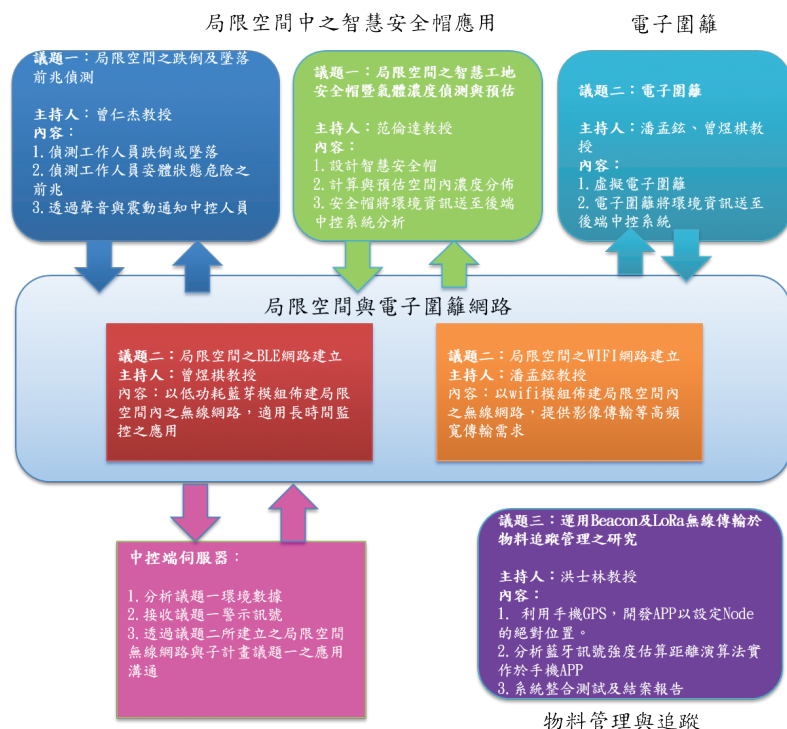 局限空間中之智慧安全帽應用
電子圍籬
議題一：局限空間之跌倒及墜落
前兆偵測
主持人：曾仁杰教授
內容：
1.偵測工作人員跌倒或墜落
2.偵測工作人員姿體狀態危險之
前兆
3.透過聲音與震動通知中控人員
議題一：局限空間之智慧工地
安全帽暨氣體濃度偵測與預估
主持人：范倫達教授
內容：
1.設計智慧安全帽
2.計算與預估空間內濃度分佈
3.安全帽將環境資訊送至後端
中控系統分析
議題二：電子圍籬
主持人：潘孟鉉、曾煜棋教
授
內容：
1.虛擬電子圍籬
2.電子圍籬將環境資訊送至
後端中控系統
局限空間與電子圍籬網路
議題二：局限空間之BLE網路建立
主持人：曾煜棋教授
內容：以低功耗藍芽模組佈建局限
空間內之無線網路，適用長時間監
控之應用
議題二：局限空間之WIFI網路建立
主持人：潘孟鉉教授
內容：以wifi模組佈建局限空間內
之無線網路，提供影像傳輸等高頻
寬傳輸需求
中控端伺服器：
1.分析議題一環境數據
2.接收議題一警示訊號
3.透過議題二所建立之局限空間
無線網路與子計畫議題一之應用
溝通
議題三：運用Beacon及LoRa無線傳輸於
物料追蹤管理之研究
主持人：洪士林教授
內容：
1. 利用手機GPS，開發APP以設定Node
的絕對位置。
2.分析藍牙訊號強度估算距離演算法實
作於手機APP
3.系統整合測試及結案報告
物料管理與追蹤